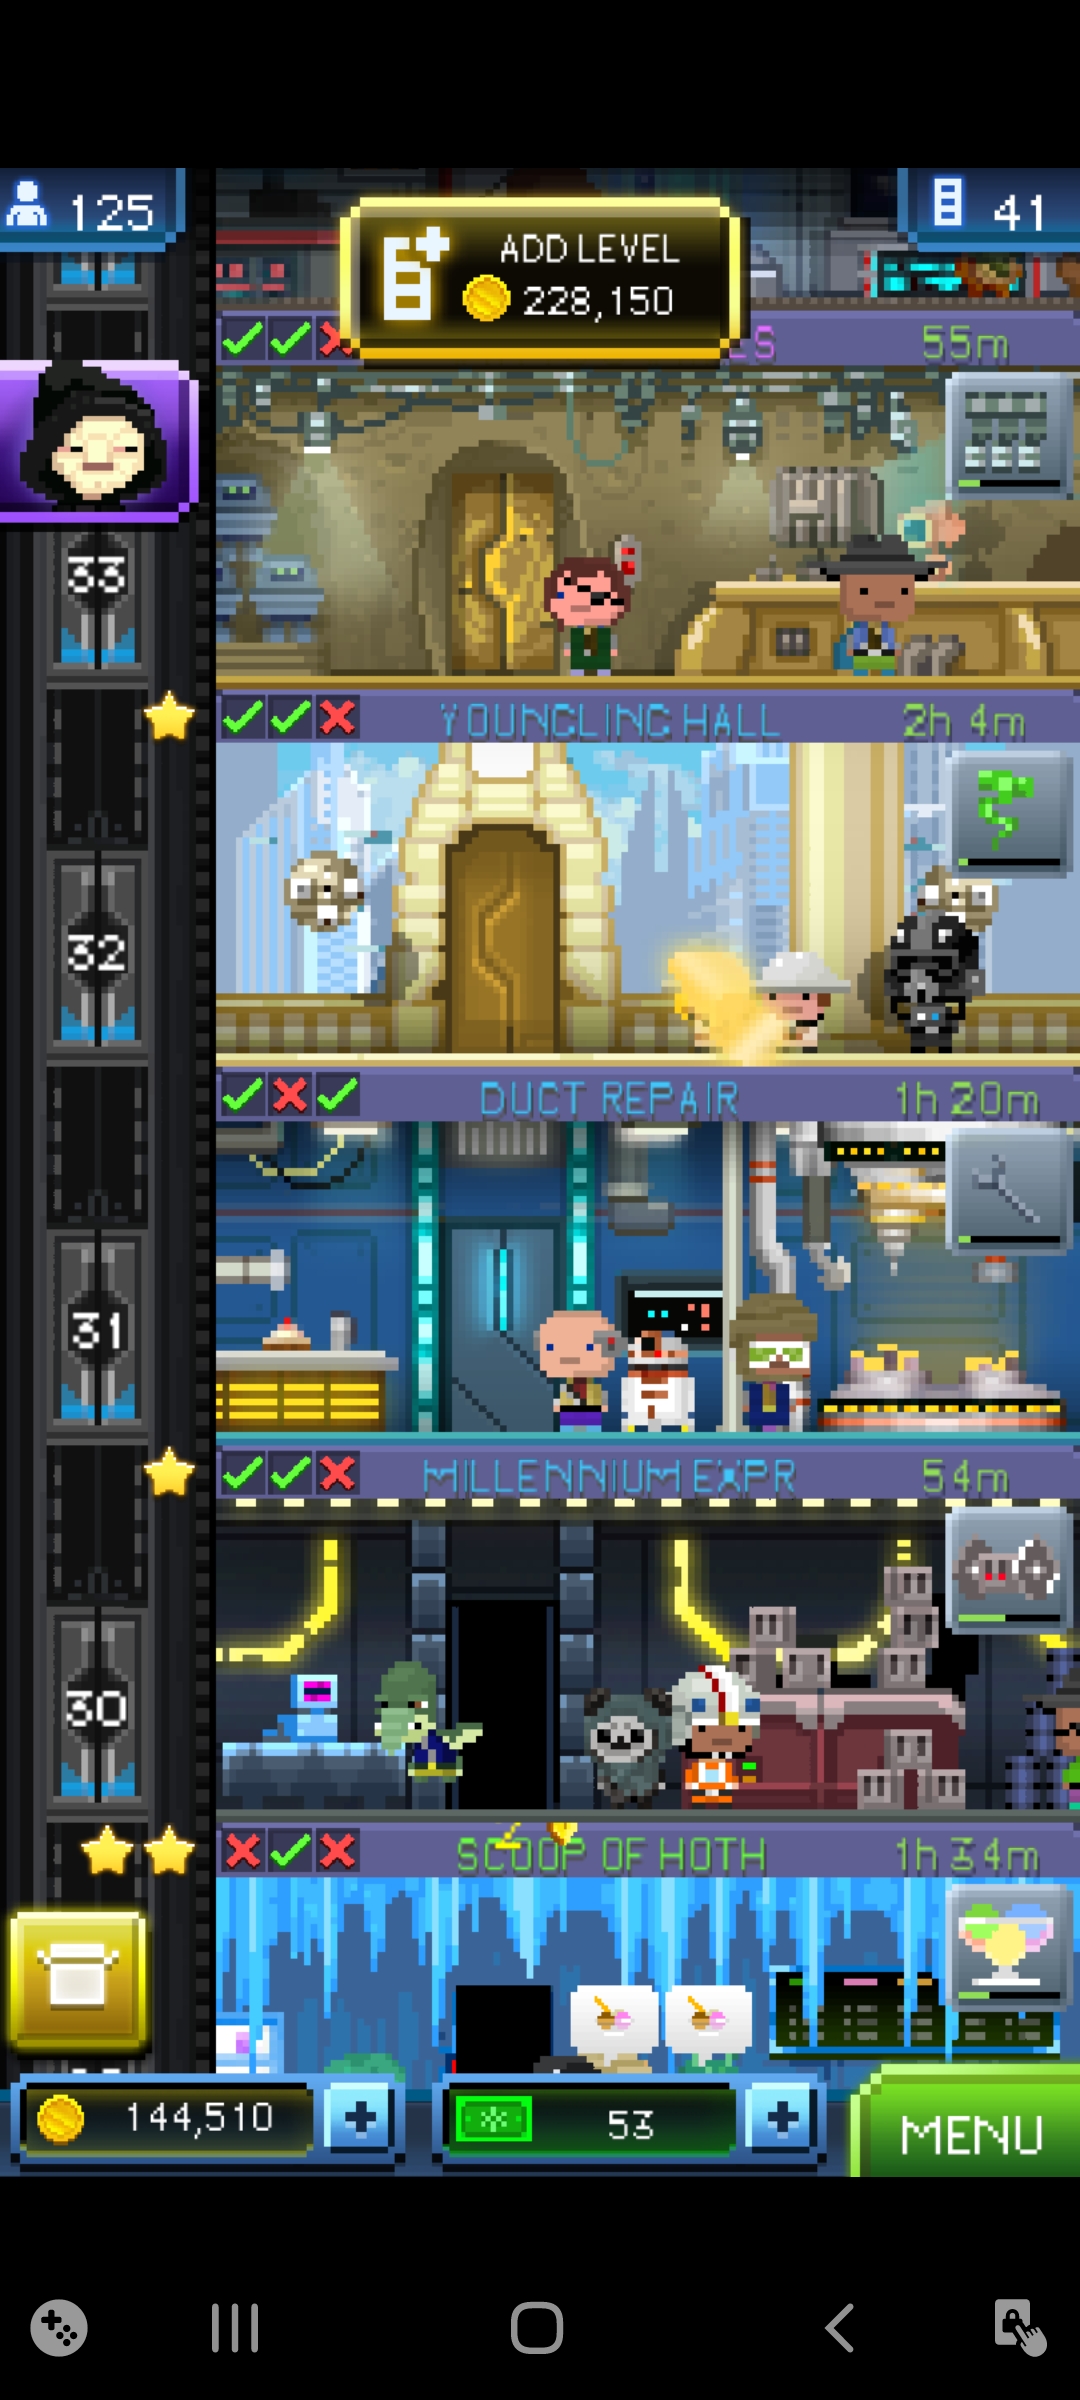 125
41
ADD LEVEL
228,150
55m
33
YOUNGLING HALL
2h 4m
32
DUCT REPAIR
1h 20m
31
MILLENNIUM EXPR
54m
30
SCOOP OF HOTH
1h 34m
144,510
53
MENU